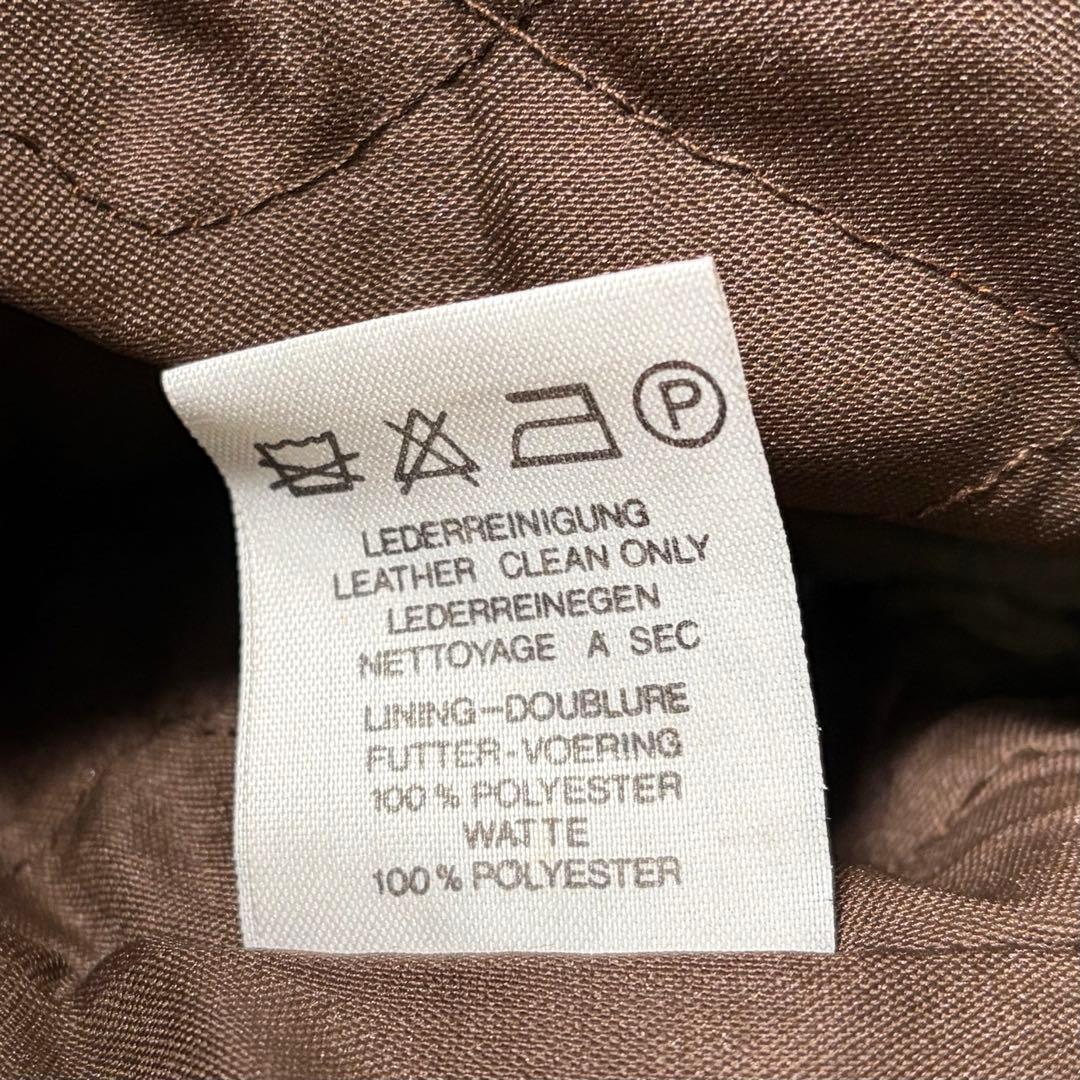 P
LEDERREINIGUNG
LEATHER CLEAN ONLY
LEDERREINEGEN
NETTOYAGE A SEC
LINING-DOUBLURE
FUTTER-VOERING
100% POLYESTER
WATTE
100% POLYESTER